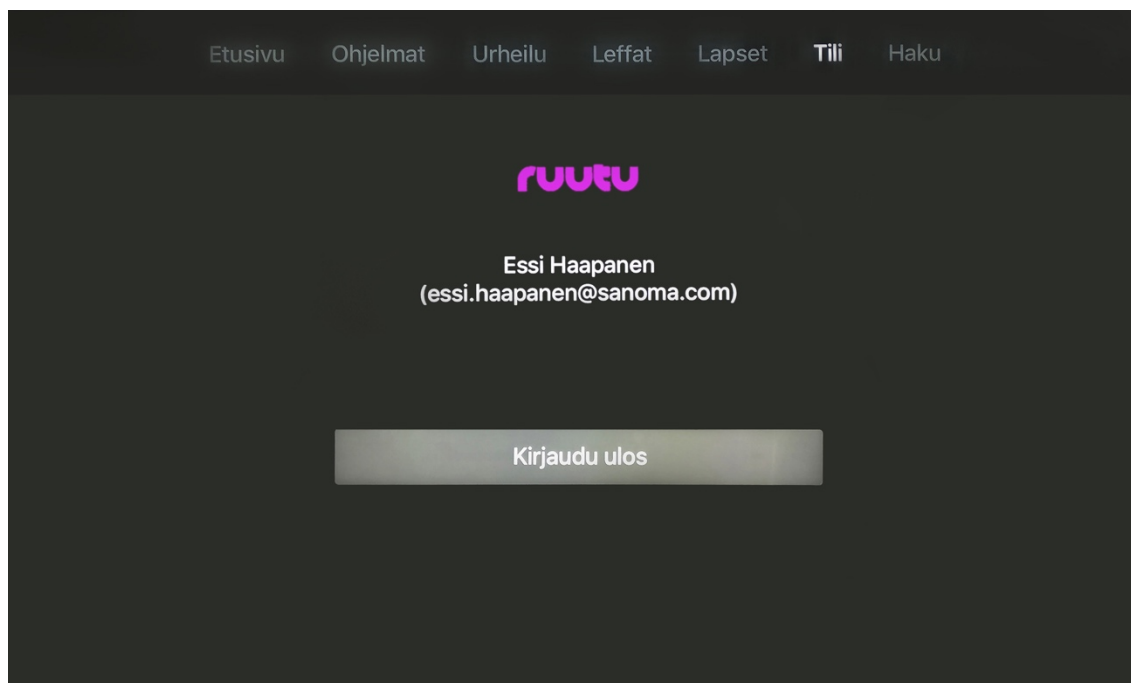 Etusivu Ohjelmat Urheilu Leffat Lapset Tili Haku
ruutu
Essi Haapanen
(essi.haapanen@sanoma.com)
Kirjaudu ulos